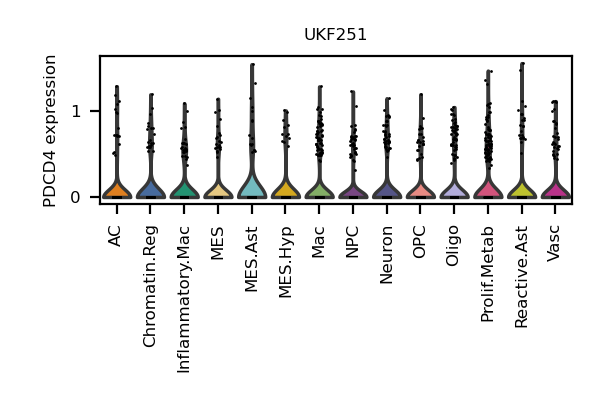 UKF251
PDCD4 expression
1
0
AC
Chromatin.Reg
Inflammatory.Mac
MES
MES.Ast
MES.Hyp
Mac
NPC
Neuron
OPC
Oligo
Prolif.Metab
Reactive.Ast
Vasc